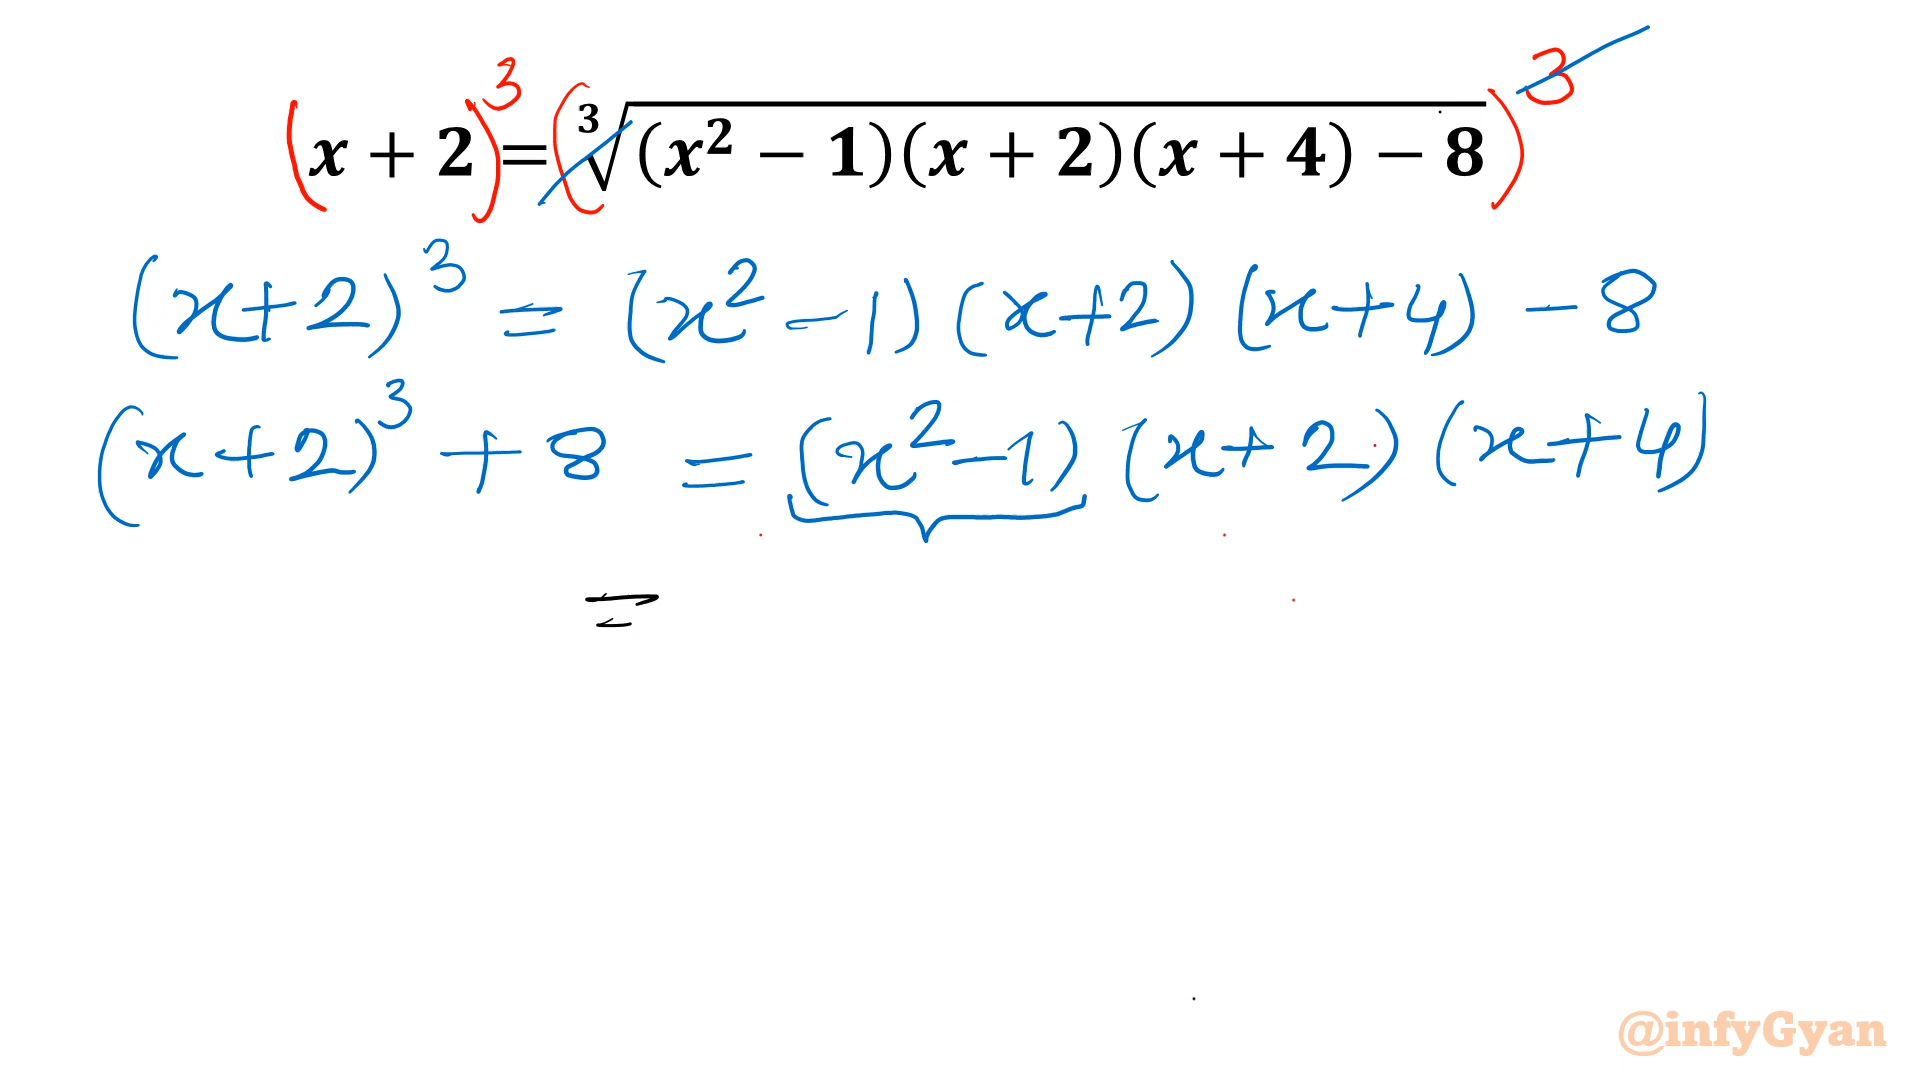 (x + 2)³ = (∛(x² − 1)(x + 2)(x + 4) − 8)³
(x+2)³ = (x² − 1) (x+2) (x+4) − 8
(x+2)³ + 8 = (x²−1) (x+2) (x+4)
=
@infyGyan